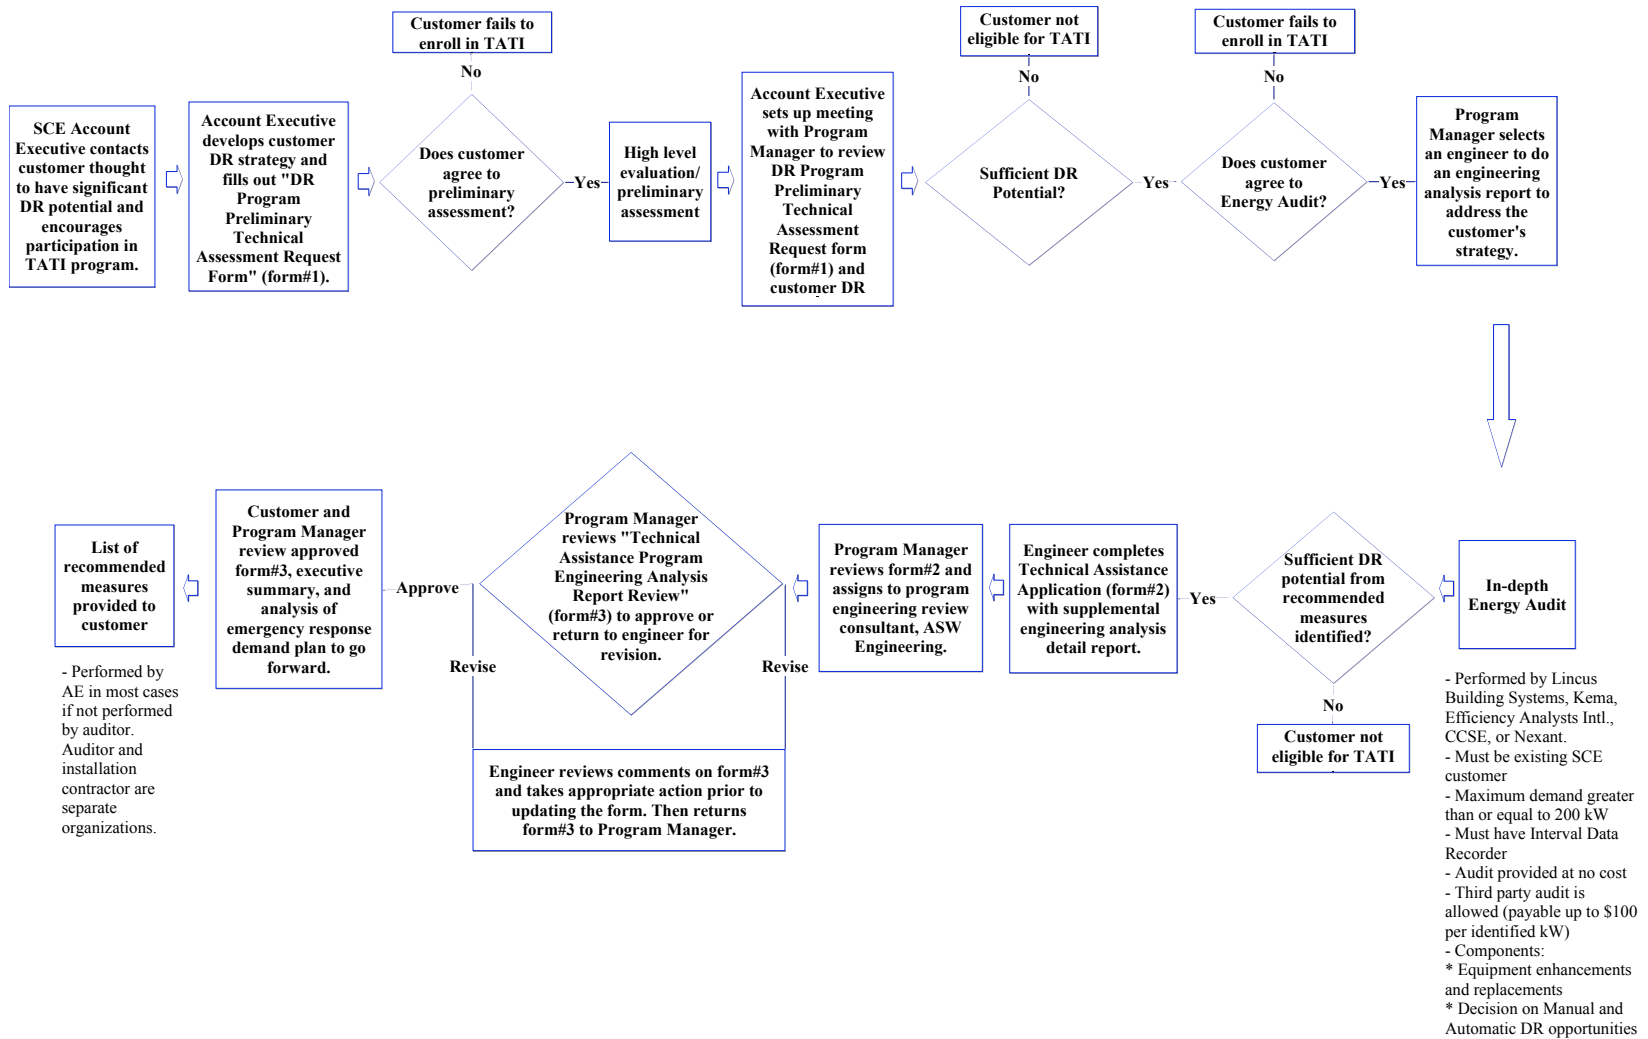 Customer fails to
enroll in TATI
No
Customer not
eligible for TATI
No
Customer fails to
enroll in TATI
No
SCE Account
Executive contacts
customer thought
to have significant
DR potential and
encourages
participation in
TATI program.
Account Executive
develops customer
DR strategy and
fills out "DR
Program
Preliminary
Technical
Assessment Request
Form" (form#1).
Does customer
agree to
preliminary
assessment?
Yes
High level
evaluation/
preliminary
assessment
Account Executive
sets up meeting
with Program
Manager to review
DR Program
Preliminary
Technical
Assessment
Request form
(form#1) and
customer DR
Sufficient DR
Potential?
Yes
Does customer
agree to
Energy Audit?
Yes
Program
Manager selects
an engineer to do
an engineering
analysis report to
address the
customer's
strategy.
In-depth
Energy Audit
- Performed by Lincus
Building Systems, Kema,
Efficiency Analysts Intl.,
CCSE, or Nexant.
- Must be existing SCE
customer
- Maximum demand greater
than or equal to 200 kW
- Must have Interval Data
Recorder
- Audit provided at no cost
- Third party audit is
allowed (payable up to $100
per identified kW)
- Components:
* Equipment enhancements
and replacements
* Decision on Manual and
Automatic DR opportunities
Sufficient DR
potential from
recommended
measures
identified?
No
Customer not
eligible for TATI
Yes
Engineer completes
Technical Assistance
Application (form#2)
with supplemental
engineering analysis
detail report.
Program Manager
reviews form#2 and
assigns to program
engineering review
consultant, ASW
Engineering.
Program Manager
reviews "Technical
Assistance Program
Engineering Analysis
Report Review"
(form#3) to approve or
return to engineer for
revision.
Revise
Revise
Engineer reviews comments on form#3
and takes appropriate action prior to
updating the form. Then returns
form#3 to Program Manager.
Approve
Customer and
Program Manager
review approved
form#3, executive
summary, and
analysis of
emergency response
demand plan to go
forward.
List of
recommended
measures
provided to
customer
- Performed by
AE in most cases
if not performed
by auditor.
Auditor and
installation
contractor are
separate
organizations.